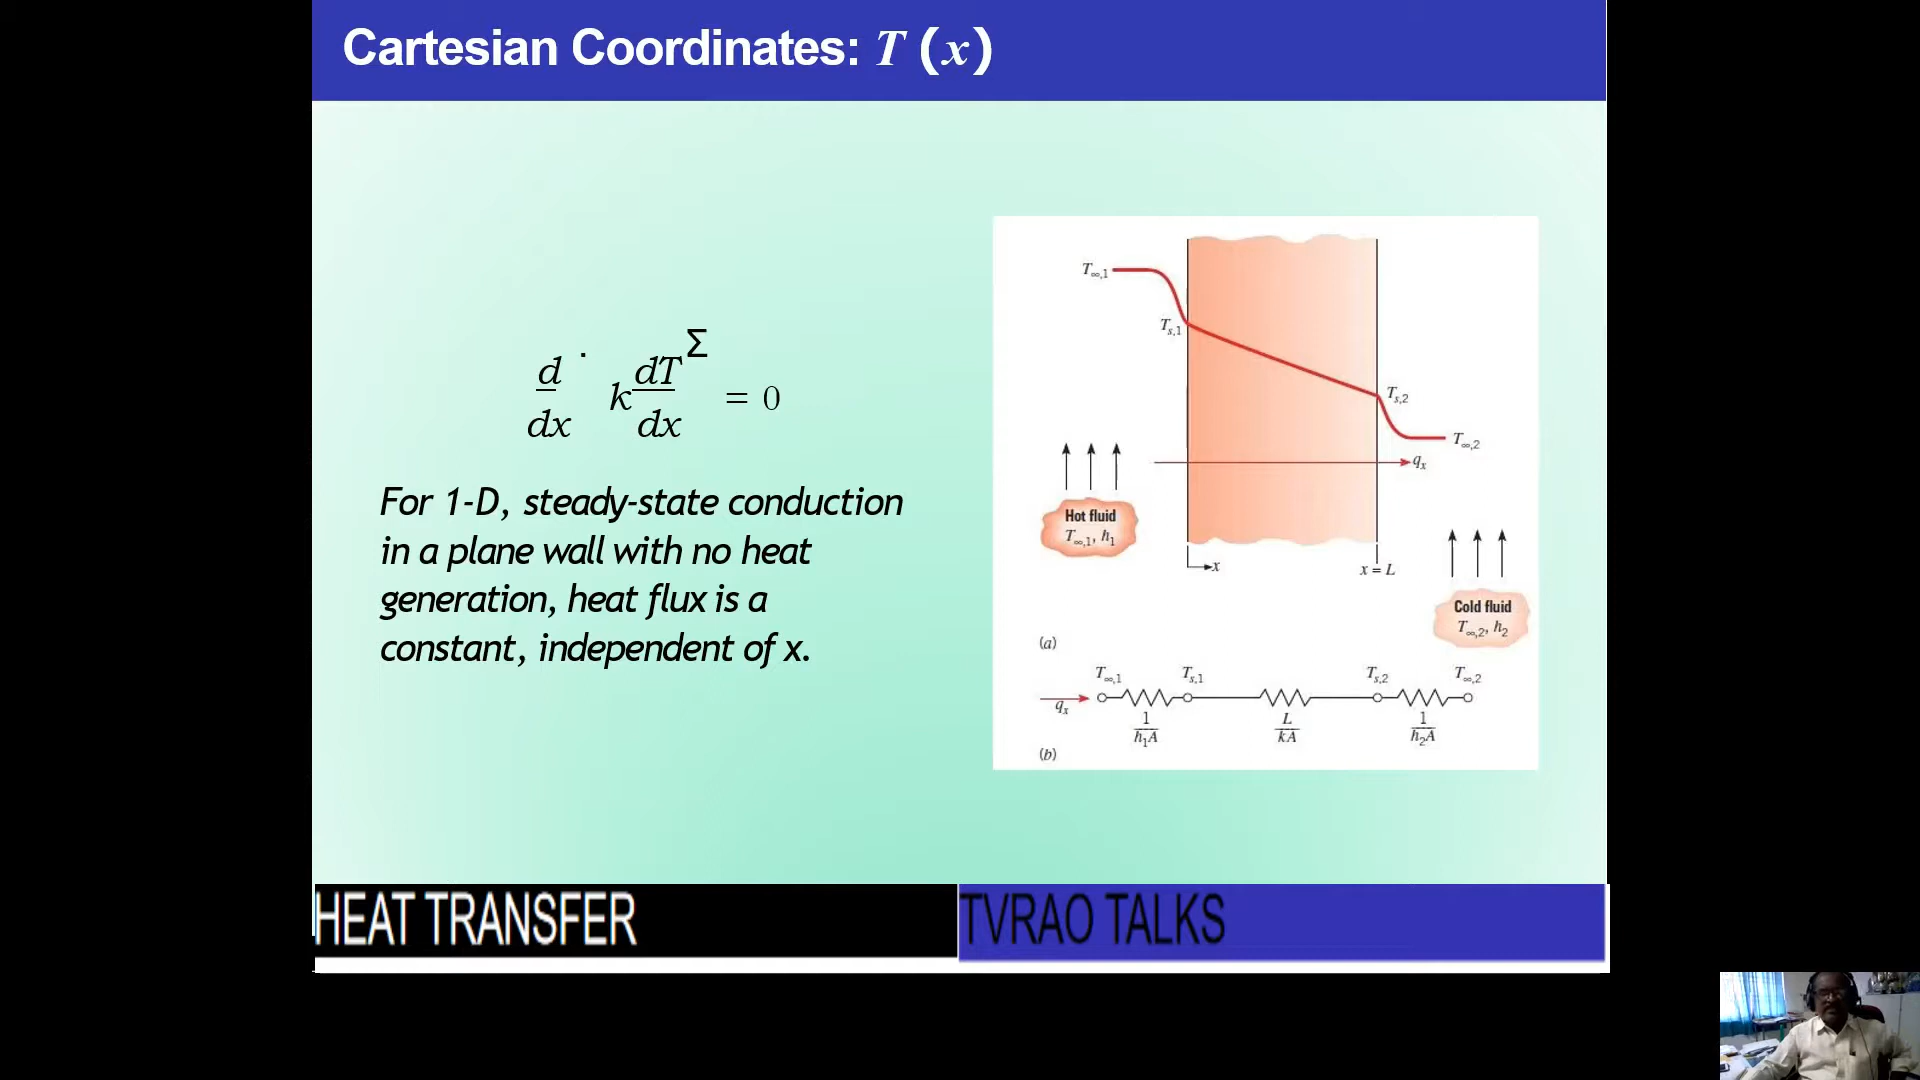 Cartesian Coordinates: T (x)
d/dx · k dT/dx Σ = 0
For 1-D, steady-state conduction
in a plane wall with no heat
generation, heat flux is a
constant, independent of x.
T∞,1
Ts,1
Ts,2
T∞,2
qx
Hot fluid
T∞,1, h1
x
x = L
Cold fluid
T∞,2, h2
(a)
T∞,1 Ts,1 Ts,2 T∞,2
qx
1/h1A L/kA 1/h2A
(b)
HEAT TRANSFER TVRAO TALKS